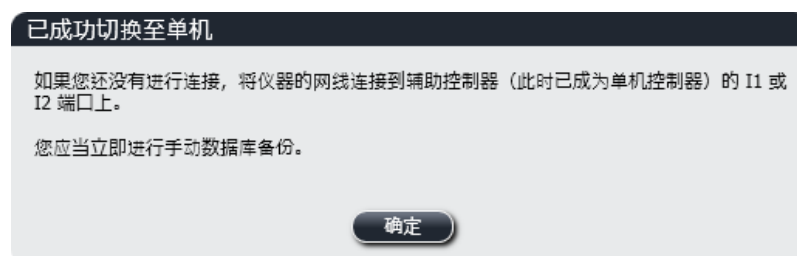 已成功切换至单机
如果您还没有进行连接，将仪器的网线连接到辅助控制器（此时已成为单机控制器）的 I1 或
I2 端口上。
您应当立即进行手动数据库备份。
确定